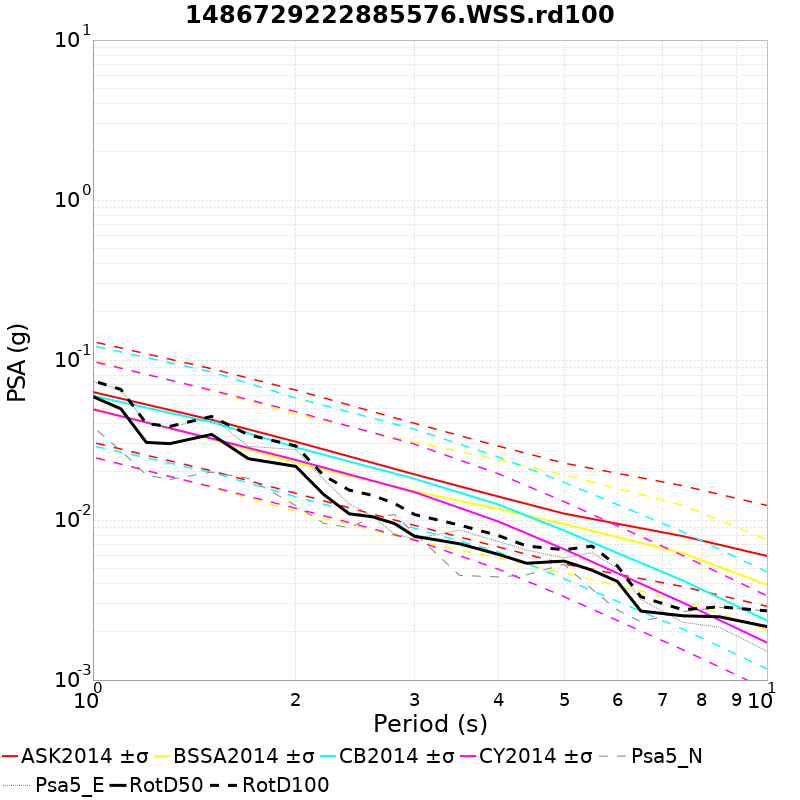 1486729222885576.WSS.rd100
10^1
10^0
10^-1
10^-2
10^-3
PSA (g)
10^0 2 3 4 5 6 7 8 9 10^1
Period (s)
ASK2014 ±σ BSSA2014 ±σ CB2014 ±σ CY2014 ±σ Psa5_N
Psa5_E RotD50 RotD100